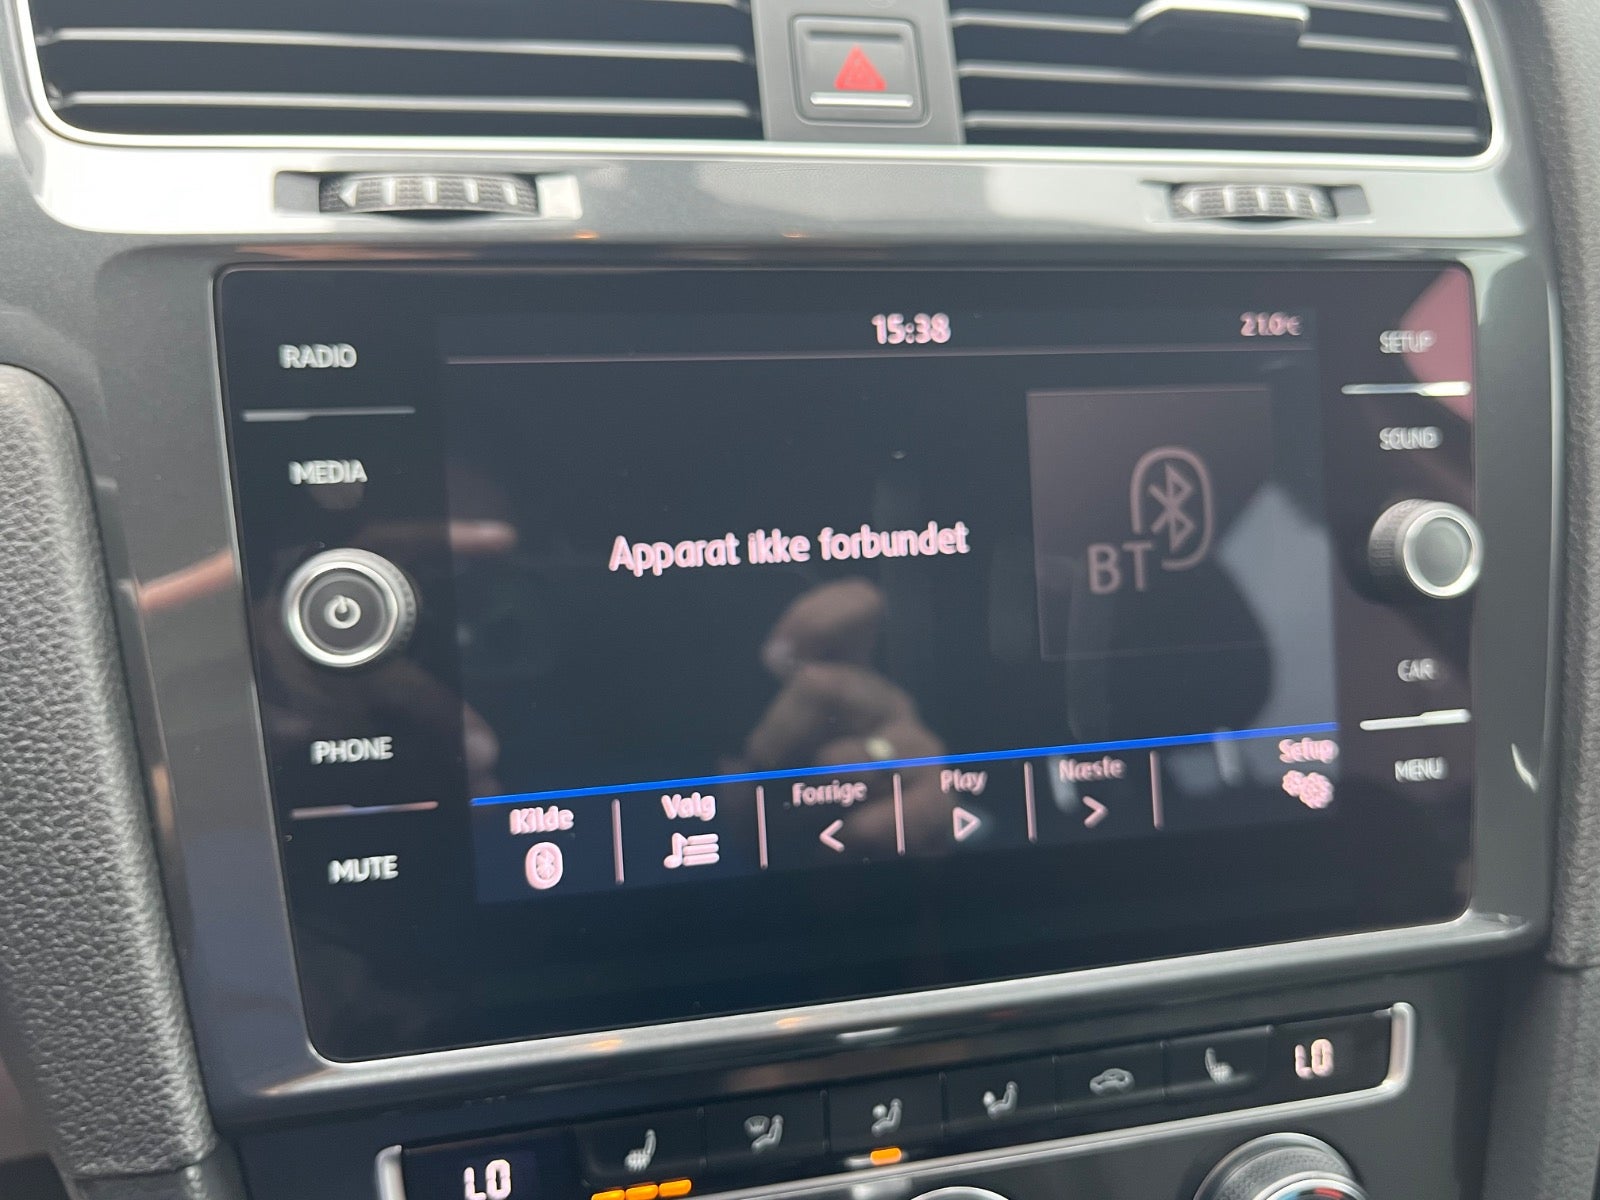 15:38
21.0°C
RADIO
SETUP
MEDIA
SOUND
Apparat ikke forbundet
BT
PHONE
CAR
MUTE
MENU
Kilde
Valg
Forrige
Play
Næste
Setup
LO
LO